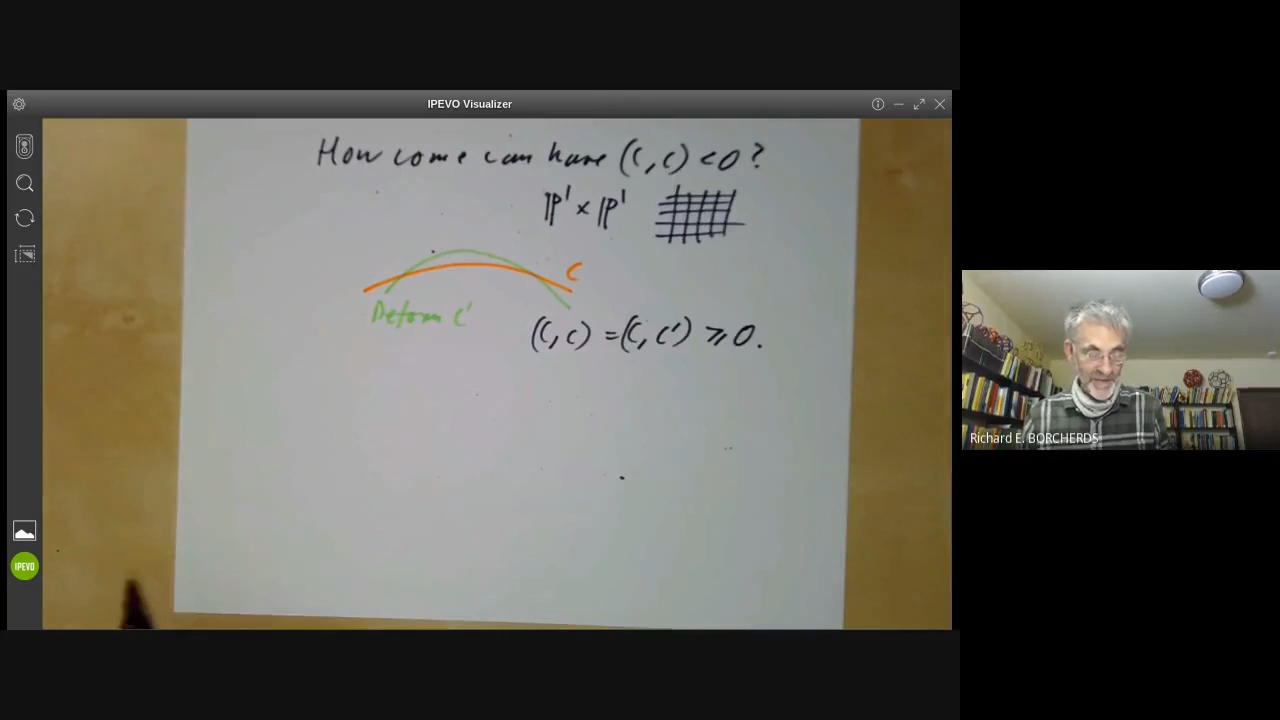 IPEVO Visualizer
How come can have (C, C) < 0 ?
P¹ × P¹
C
Deform C'
(C, C) = (C, C') ⩾ 0.
Richard E. BORCHERDS
IPEVO